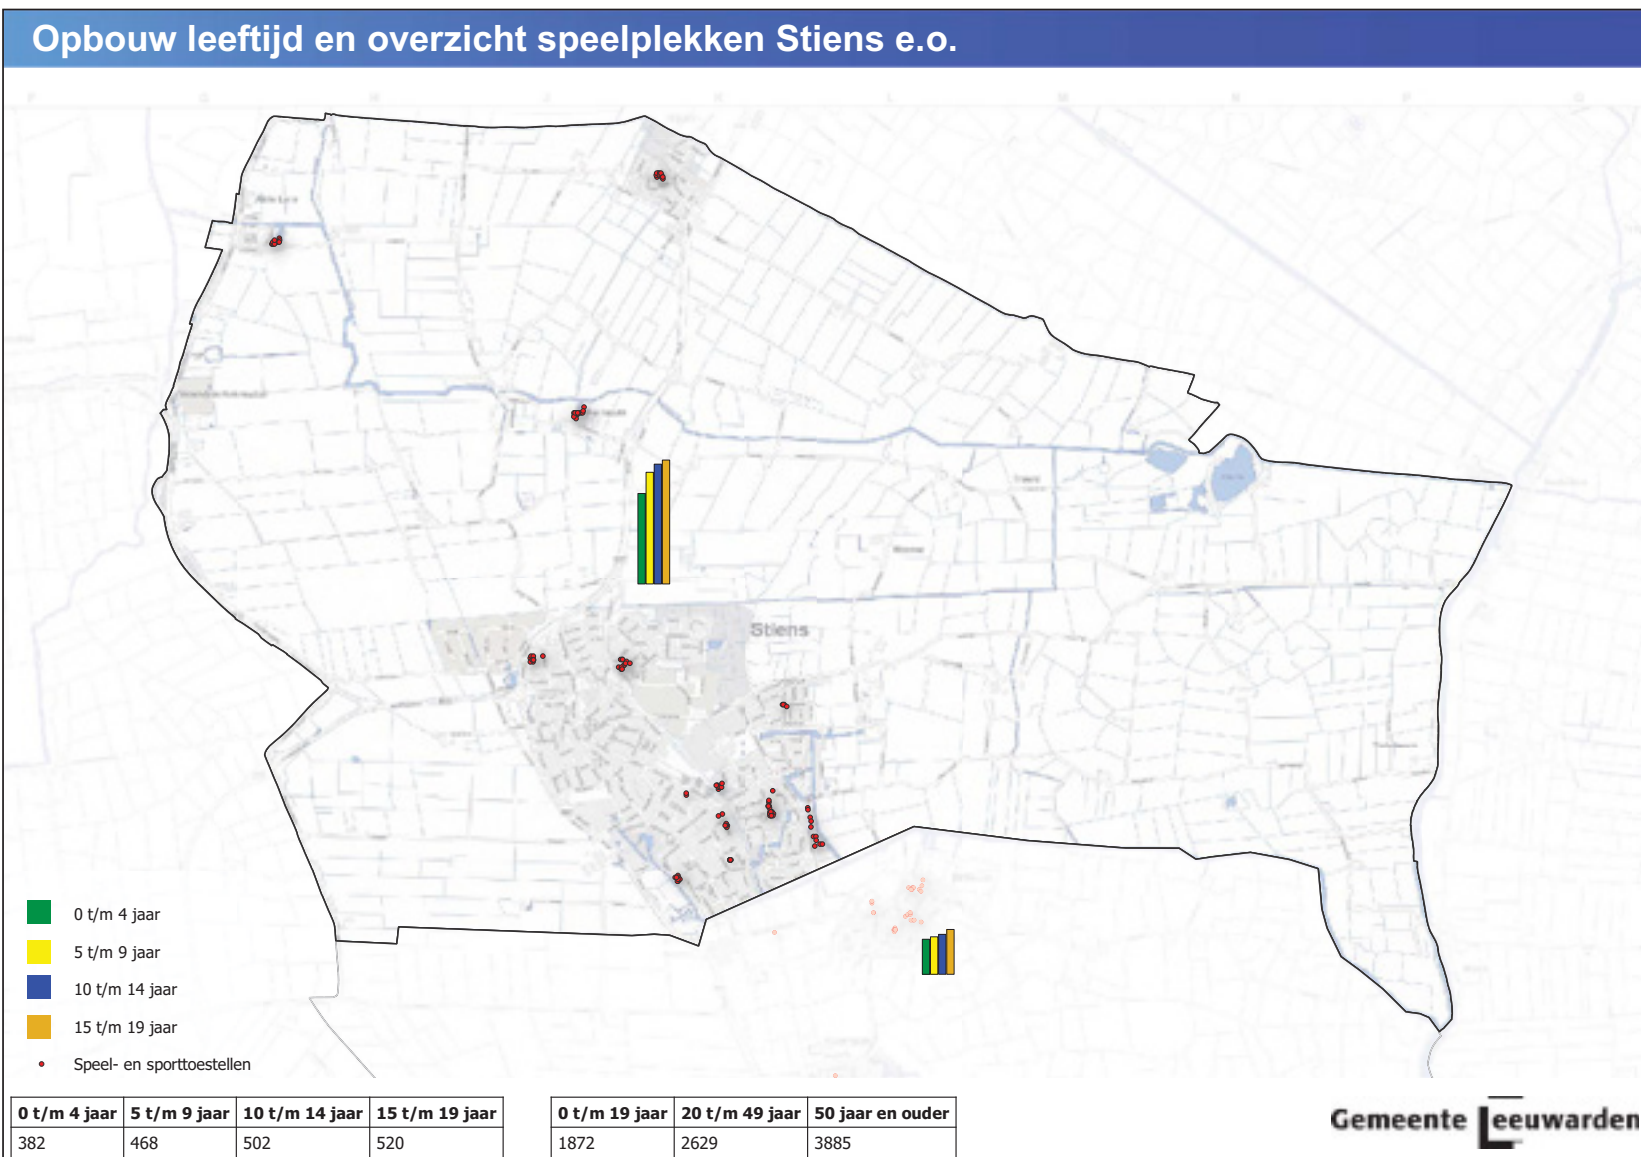 Opbouw leeftijd en overzicht speelplekken Stiens e.o.
Stiens
0 t/m 4 jaar
5 t/m 9 jaar
10 t/m 14 jaar
15 t/m 19 jaar
Speel- en sporttoestellen
0 t/m 4 jaar 5 t/m 9 jaar 10 t/m 14 jaar 15 t/m 19 jaar
382 468 502 520
0 t/m 19 jaar 20 t/m 49 jaar 50 jaar en ouder
1872 2629 3885
Gemeente Leeuwarden